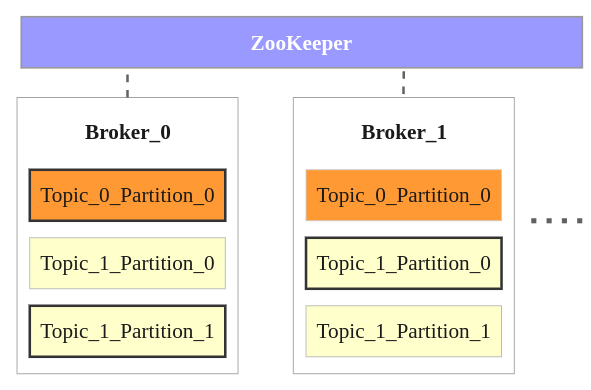 ZooKeeper
Broker_0
Topic_0_Partition_0
Topic_1_Partition_0
Topic_1_Partition_1
Broker_1
Topic_0_Partition_0
Topic_1_Partition_0
Topic_1_Partition_1